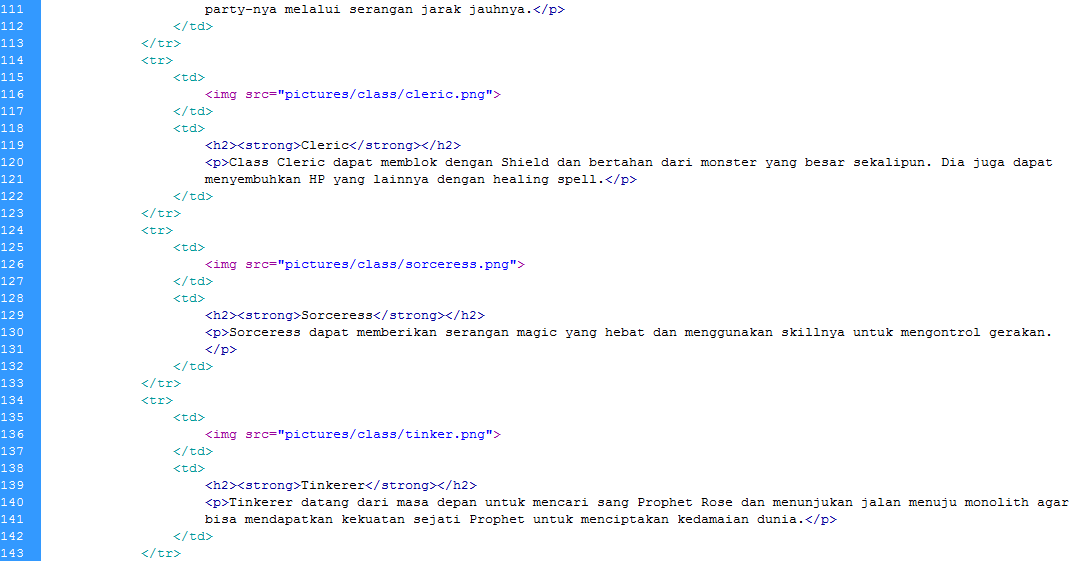 111 party-nya melalui serangan jarak jauhnya.</p>
112 </td>
113 </tr>
114 <tr>
115 <td>
116 <img src="pictures/class/cleric.png">
117 </td>
118 <td>
119 <h2><strong>Cleric</strong></h2>
120 <p>Class Cleric dapat memblok dengan Shield dan bertahan dari monster yang besar sekalipun. Dia juga dapat
121 menyembuhkan HP yang lainnya dengan healing spell.</p>
122 </td>
123 </tr>
124 <tr>
125 <td>
126 <img src="pictures/class/sorceress.png">
127 </td>
128 <td>
129 <h2><strong>Sorceress</strong></h2>
130 <p>Sorceress dapat memberikan serangan magic yang hebat dan menggunakan skillnya untuk mengontrol gerakan.
131 </p>
132 </td>
133 </tr>
134 <tr>
135 <td>
136 <img src="pictures/class/tinker.png">
137 </td>
138 <td>
139 <h2><strong>Tinkerer</strong></h2>
140 <p>Tinkerer datang dari masa depan untuk mencari sang Prophet Rose dan menunjukan jalan menuju monolith agar
141 bisa mendapatkan kekuatan sejati Prophet untuk menciptakan kedamaian dunia.</p>
142 </td>
143 </tr>